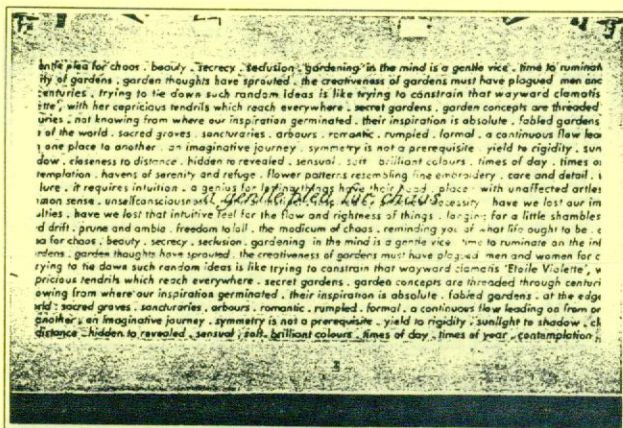 entle plea for chaos . beauty . secrecy . seclusion . gardening in the mind is a gentle vice . time to ruminat
ity of gardens . garden thoughts have sprouted . the creativeness of gardens must have plagued men and
centuries . trying to tie down such random ideas is like trying to constrain that wayward clematis
ette', with her capricious tendrils which reach everywhere . secret gardens . garden concepts are threaded
uries . not knowing from where our inspiration germinated . their inspiration is absolute . fabled gardens
s of the world . sacred groves . sancturaries . arbours . romantic . rumpled . formal . a continuous flow lea
one place to another . an imaginative journey . symmetry is not a prerequisite . yield to rigidity . sun
dow . closeness to distance . hidden to revealed . sensual . soft brilliant colours . times of day . times o
templation . havens of serenity and refuge . flower patterns resembling fine embroidery . care and detail .
lure . it requires intuition . a genius for letting things have their head . place with unaffected artles
mon sense . unselfconsciousn a gentle plea for chaos have we lost our im
ulties . have we lost that intuitive feel for the flow and rightness of things . longing for a little shambles
d drift . prune and amble . freedom to loll . the modicum of chaos . reminding you of what life ought to be .
ea for chaos . beauty . secrecy . seclusion . gardening in the mind is a gentle vice time to ruminate on the inf
rdens . garden thoughts have sprouted . the creativeness of gardens must have plagued men and women for c
rying to tie down such random ideas is like trying to constrain that wayward clematis 'Etoile Violette',
pricious tendrils which reach everywhere . secret gardens . garden concepts are threaded through centuri
owing from where our inspiration germinated . their inspiration is absolute . fabled gardens . at the edge
orld . sacred groves . sancturaries . arbours . romantic . rumpled . formal . a continuous flow leading on from or
another . an imaginative journey . symmetry is not a prerequisite . yield to rigidity . sunlight to shadow . cl
distance . hidden to revealed . sensual . soft brilliant colours . times of day . times of year . contemplation .